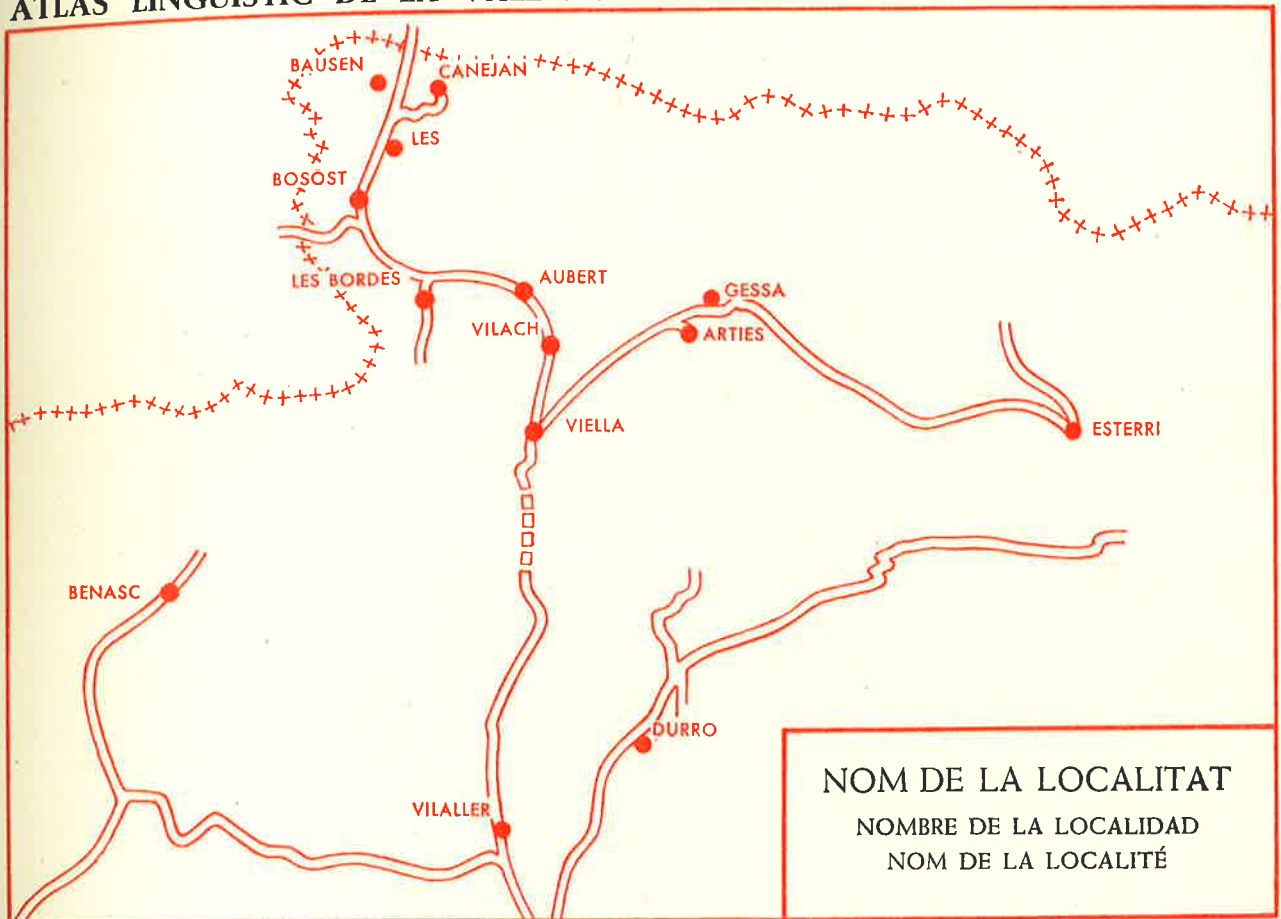 ATLAS LINGÜÍSTIC DE LA
BAUSEN
CANEJAN
LES
BOSOST
LES BORDES
AUBERT
GESSA
VILACH
ARTIES
VIELLA
ESTERRI
BENASC
DURRO
VILALLER
NOM DE LA LOCALITAT
NOMBRE DE LA LOCALIDAD
NOM DE LA LOCALITÉ